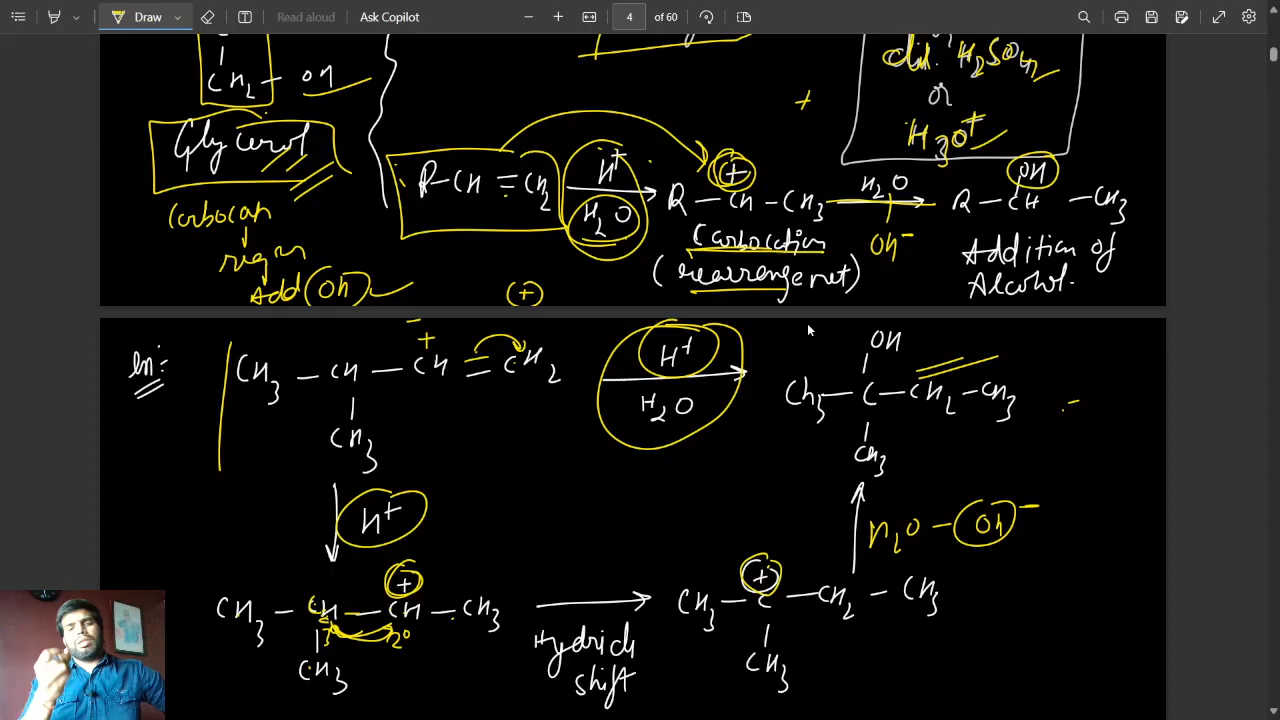 Draw
Read aloud
Ask Copilot
4 of 60
CH2 - OH
Glycerol
Carbocation
region
Add (OH)
dil. H2SO4
or
H3O+
R-CH=CH2
H+
H2O
R - CH - CH3
+
Carbocation
(rearrangement)
H2O
OH-
OH
R - CH - CH3
Addition of
Alcohol.
(+)
En:-
CH3 - CH - CH = CH2
- +
CH3
H+
H2O
OH
CH3 - C - CH2 - CH3
CH3
H+
H2O - OH-
CH3 - CH - CH - CH3
+
3° 2°
CH3
Hydride
shift
CH3 - C - CH2 - CH3
+
CH3